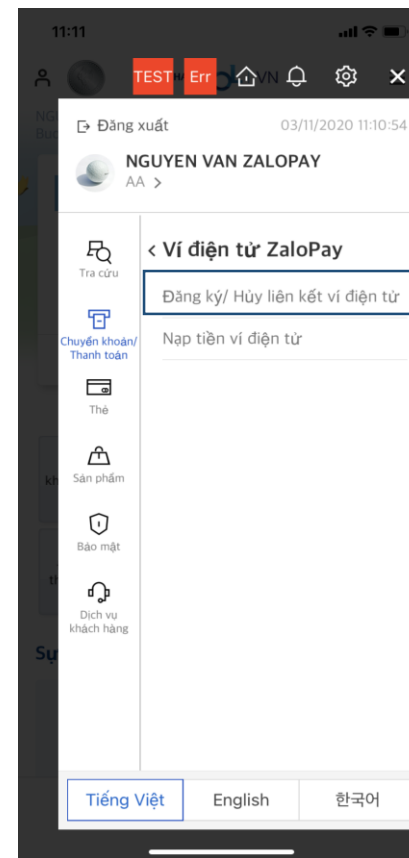 11:11
TEST
Err
VN
Đăng xuất
03/11/2020 11:10:54
NGUYEN VAN ZALOPAY
AA >
Tra cứu
Chuyển khoản/
Thanh toán
Thẻ
Sản phẩm
Bảo mật
Dịch vụ
khách hàng
< Ví điện tử ZaloPay
Đăng ký/ Hủy liên kết ví điện tử
Nạp tiền ví điện tử
Tiếng Việt
English
한국어